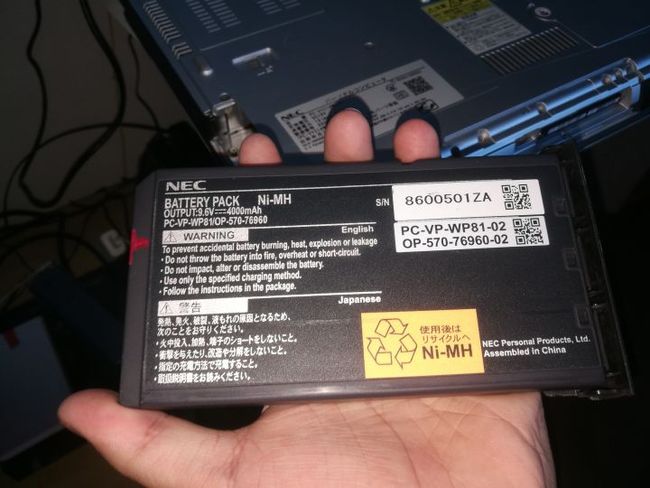 NEC
BATTERY PACK Ni-MH
OUTPUT:9.6V⎓4000mAh
PC-VP-WP81/OP-570-76960
S/N 8600501ZA
PC-VP-WP81-02
OP-570-76960-02
WARNING
English
To prevent accidental battery burning, heat, explosion or leakage
• Do not throw the battery into fire, overheat or short-circuit.
• Do not impact, alter or disassemble the battery.
• Use only the specified charging method.
• Follow the instructions in the package.
警告
Japanese
発熱、発火、破裂、液もれの原因となるため、
次のことをお守りください。
・火中投入、加熱、端子のショートをしないこと。
・衝撃を与えたり、改造や分解をしないこと。
・指定の充電方法で充電すること。
・取扱説明書をお読みください。
使用後は
リサイクルへ
Ni-MH
NEC Personal Products, Ltd.
Assembled in China